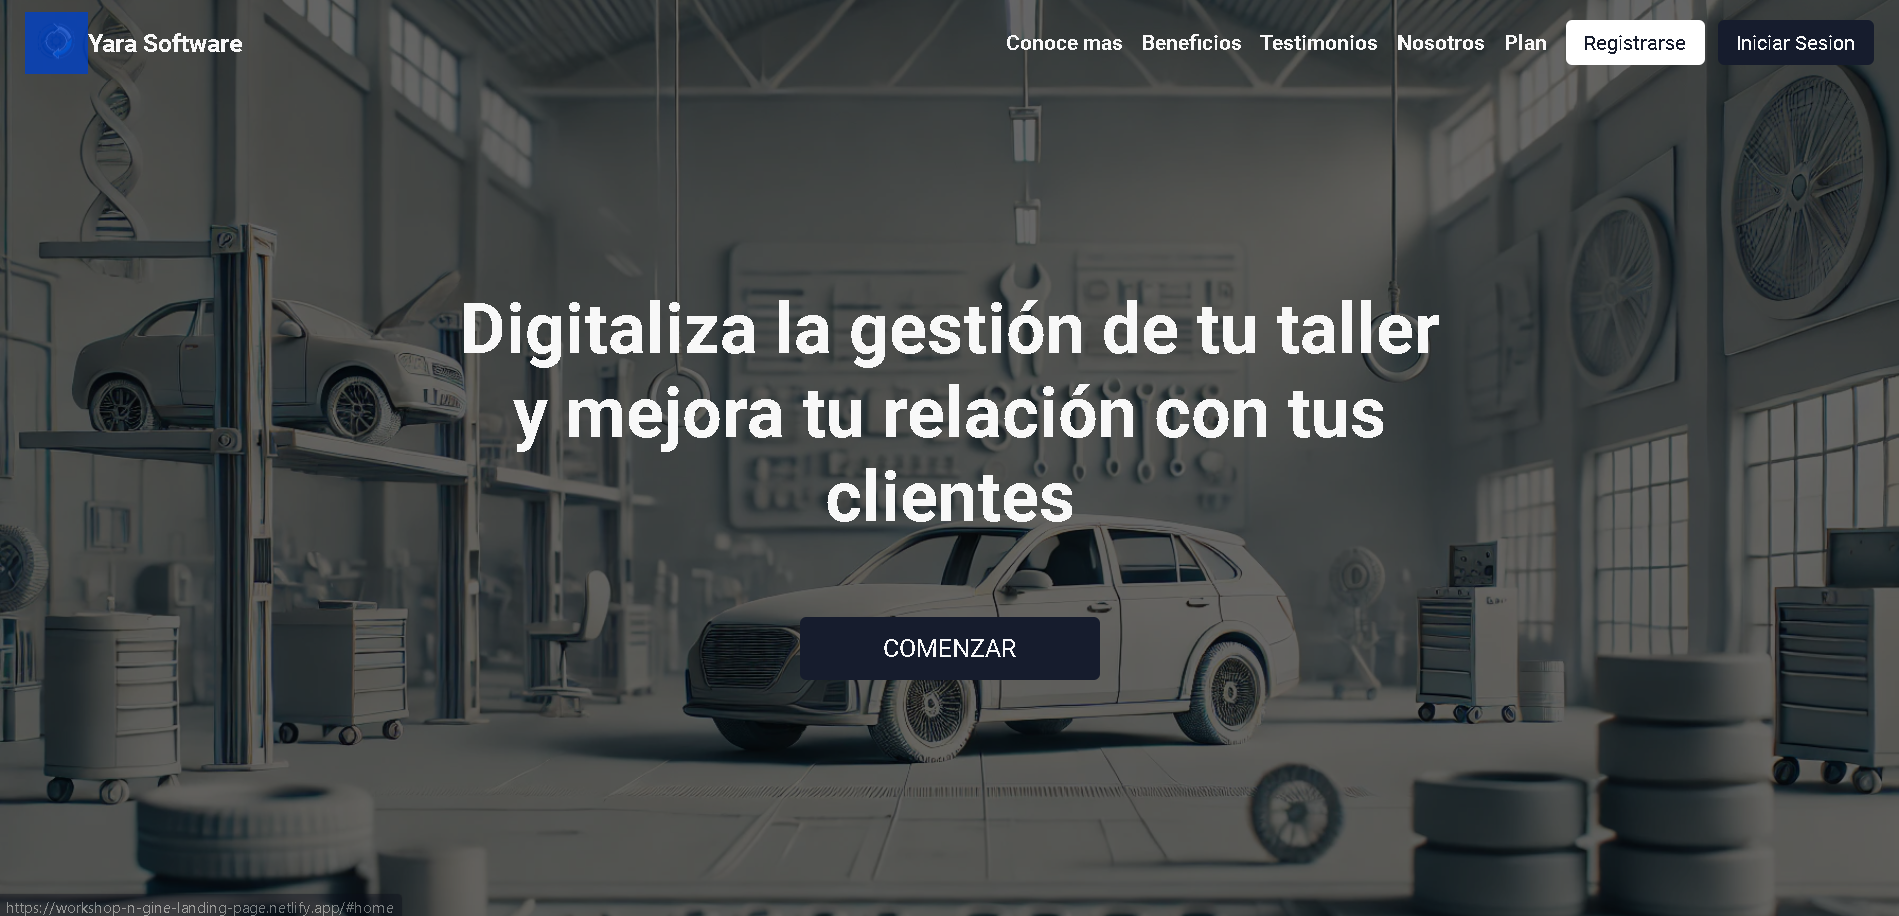 Yara Software
Conoce mas
Beneficios
Testimonios
Nosotros
Plan
Registrarse
Iniciar Sesion
Digitaliza la gestión de tu taller
y mejora tu relación con tus
clientes
COMENZAR
https://workshop-n-gine-landing-page.netlify.app/#home